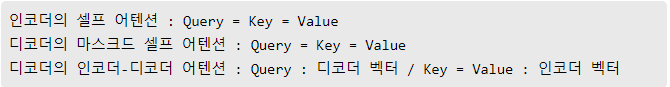 인코더의 셀프 어텐션 : Query = Key = Value
디코더의 마스크드 셀프 어텐션 : Query = Key = Value
디코더의 인코더-디코더 어텐션 : Query : 디코더 벡터 / Key = Value : 인코더 벡터